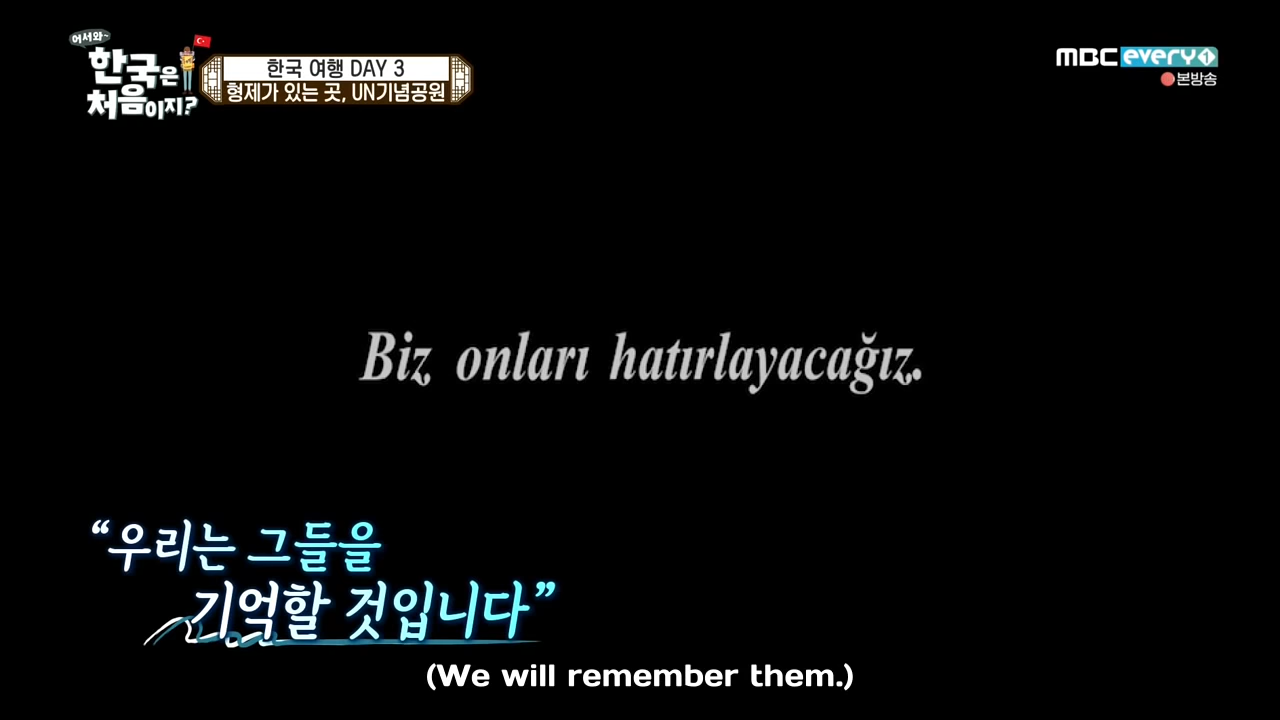 어서와~
한국은
처음이지?
한국 여행 DAY 3
형제가 있는 곳, UN기념공원
MBC every1
본방송
Biz onları hatırlayacağız.
“우리는 그들을
기억할 것입니다”
(We will remember them.)